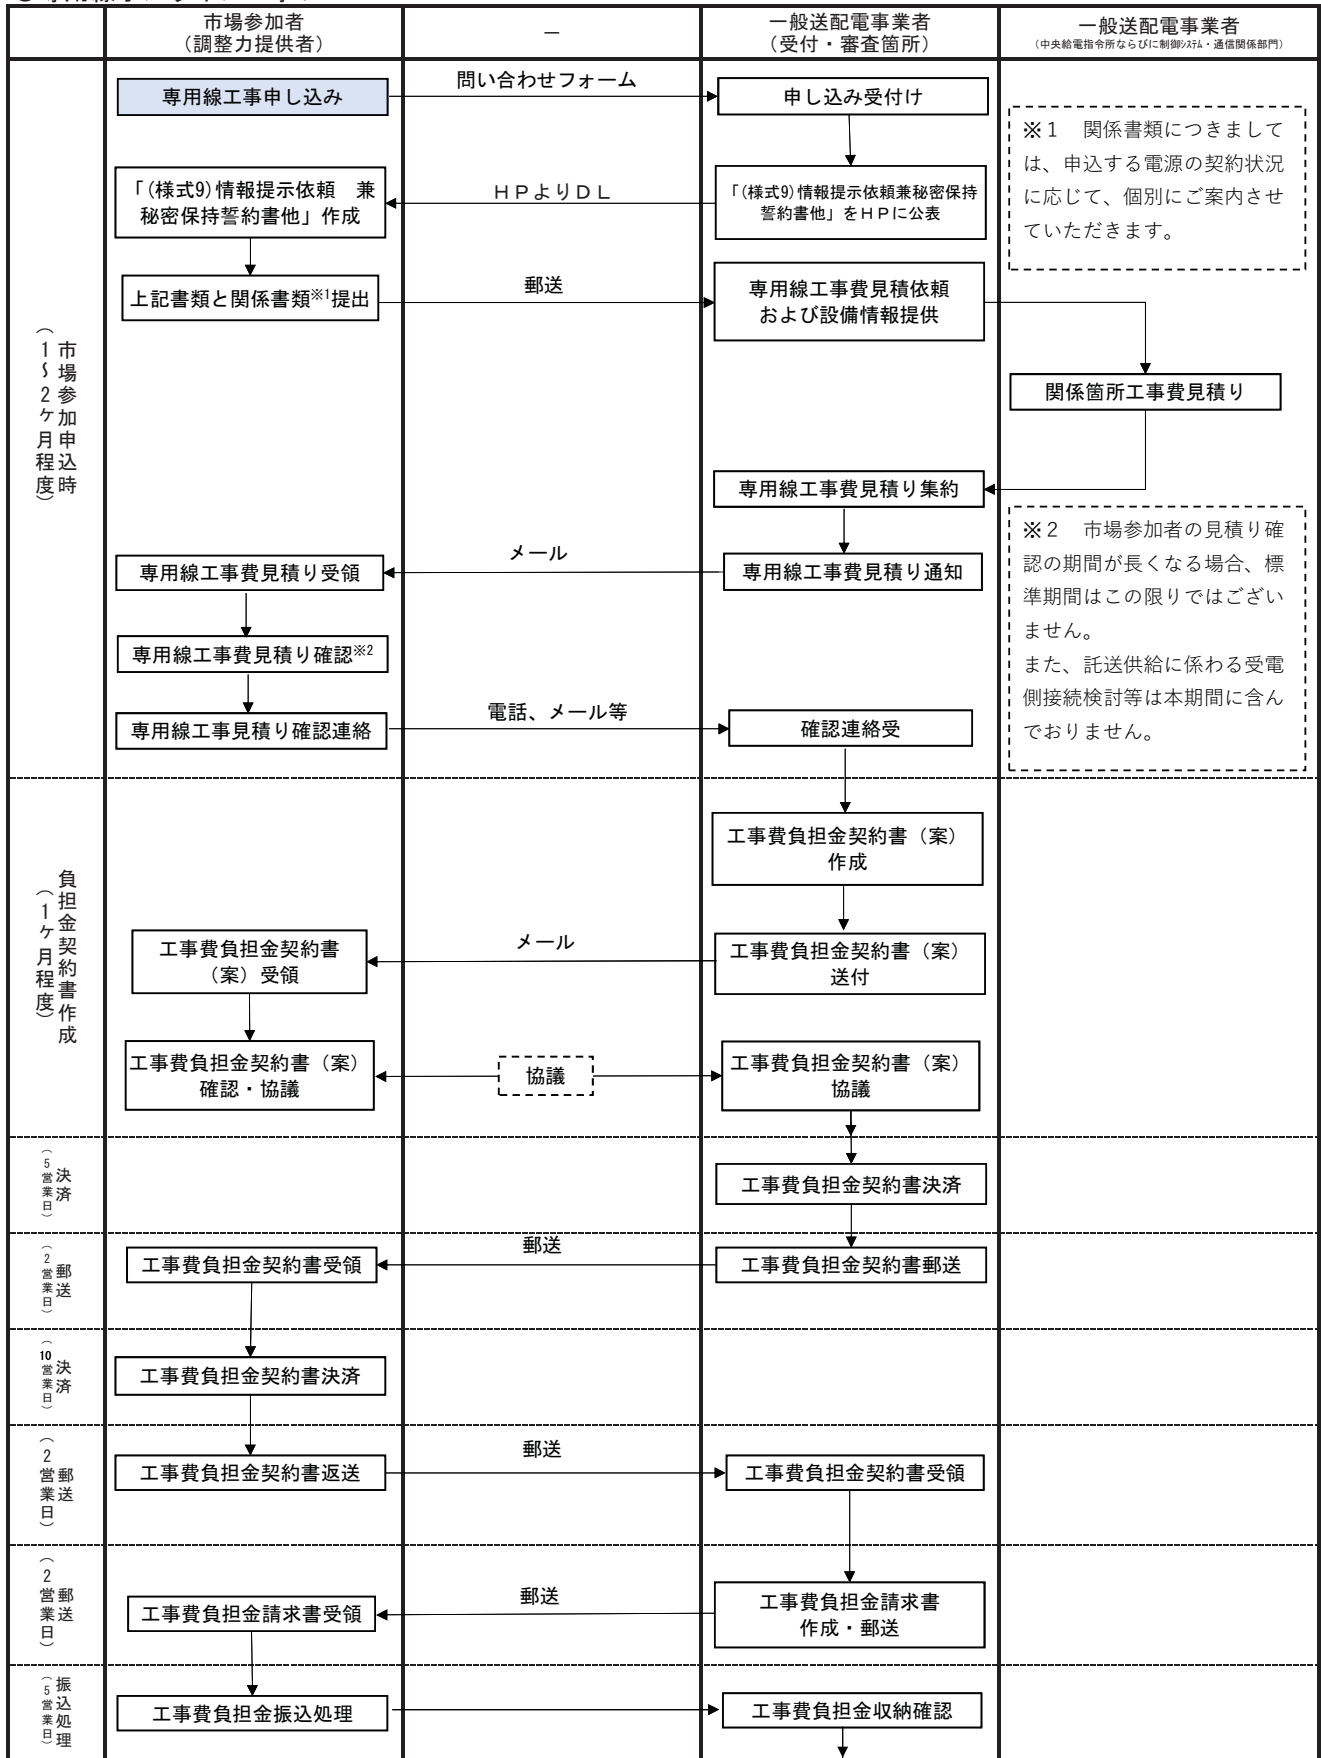 市場参加者
（調整力提供者）
－
一般送配電事業者
（受付・審査箇所）
一般送配電事業者
（中央給電指令所ならびに制御ｼｽﾃﾑ・通信関係部門）
市場参加申込時
（1～2ヶ月程度）
専用線工事申し込み
問い合わせフォーム
申し込み受付け
※１　関係書類につきまして
は、申込する電源の契約状況
に応じて、個別にご案内させ
ていただきます。
「(様式9)情報提示依頼　兼
秘密保持誓約書他」作成
ＨＰよりＤＬ
「(様式9)情報提示依頼兼秘密保持
誓約書他」をＨＰに公表
上記書類と関係書類※1提出
郵送
専用線工事費見積依頼
および設備情報提供
関係箇所工事費見積り
専用線工事費見積り集約
※２　市場参加者の見積り確
認の期間が長くなる場合、標
準期間はこの限りではござい
ません。
また、託送供給に係わる受電
側接続検討等は本期間に含ん
でおりません。
専用線工事費見積り受領
メール
専用線工事費見積り通知
専用線工事費見積り確認※2
専用線工事見積り確認連絡
電話、メール等
確認連絡受
負担金契約書作成
（1ヶ月程度）
工事費負担金契約書（案）
作成
工事費負担金契約書
（案）受領
メール
工事費負担金契約書（案）
送付
工事費負担金契約書（案）
確認・協議
協議
工事費負担金契約書（案）
協議
決済
（5営業日）
工事費負担金契約書決済
郵送
（2営業日）
工事費負担金契約書受領
郵送
工事費負担金契約書郵送
決済
（10営業日）
工事費負担金契約書決済
郵送
（2営業日）
工事費負担金契約書返送
郵送
工事費負担金契約書受領
郵送
（2営業日）
工事費負担金請求書受領
郵送
工事費負担金請求書
作成・郵送
振込処理
（5営業日）
工事費負担金振込処理
工事費負担金収納確認